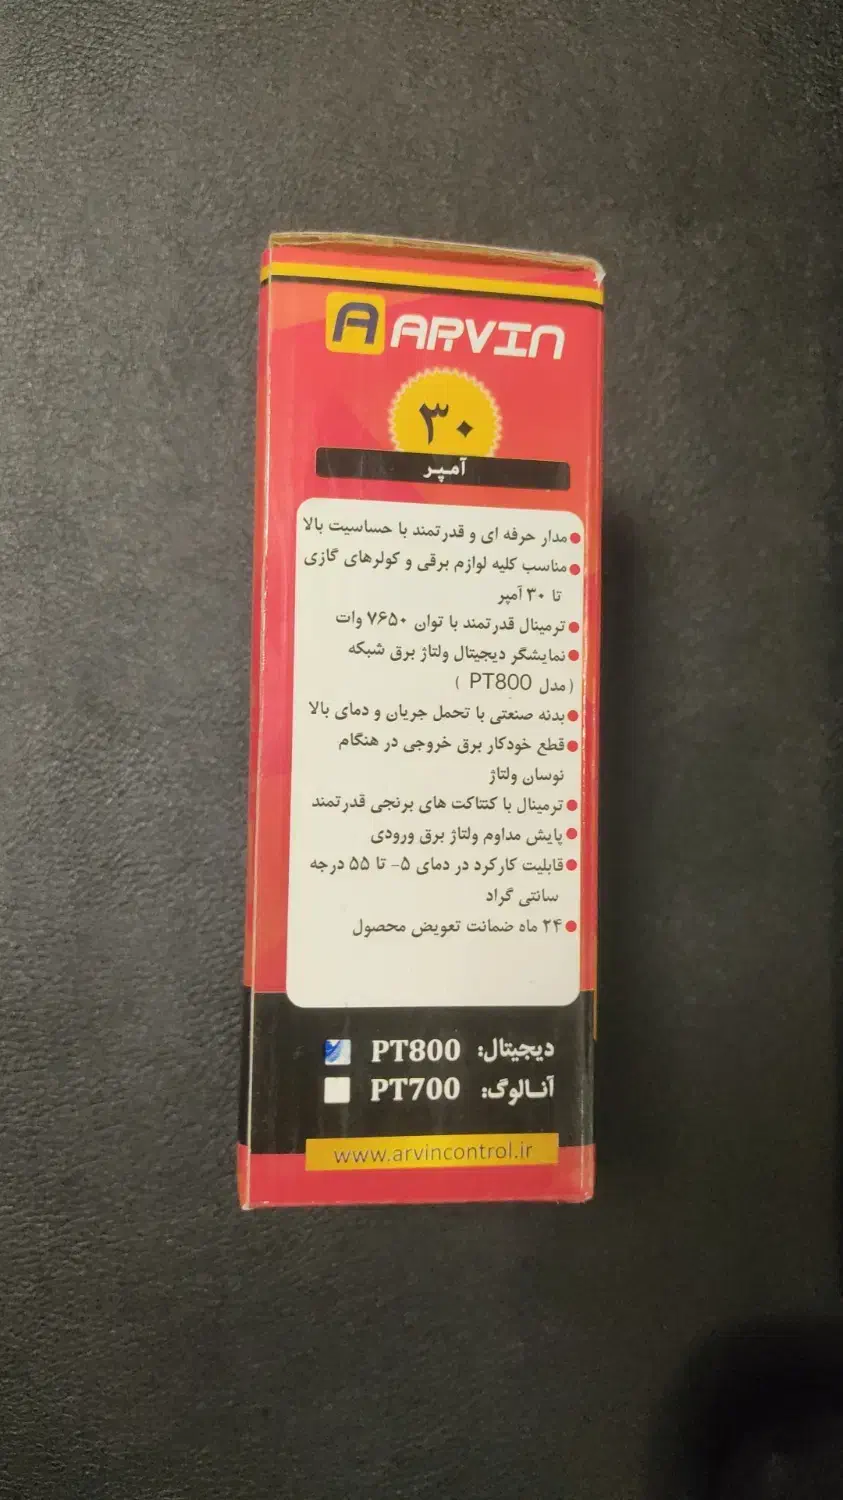 A ARVIN
۳۰
آمپر
مدار حرفه ای و قدرتمند با حساسیت بالا
مناسب کلیه لوازم برقی و کولرهای گازی
تا ۳۰ آمپر
ترمینال قدرتمند با توان ۷۶۵۰ وات
نمایشگر دیجیتال ولتاژ برق شبکه
(مدل PT800 )
بدنه صنعتی با تحمل جریان و دمای بالا
قطع خودکار برق خروجی در هنگام
نوسان ولتاژ
ترمینال با کنتاکت های برنجی قدرتمند
پایش مداوم ولتاژ برق ورودی
قابلیت کارکرد در دمای ۵- تا ۵۵ درجه
سانتی گراد
۲۴ ماه ضمانت تعویض محصول
دیجیتال: PT800
آنالوگ: PT700
www.arvincontrol.ir